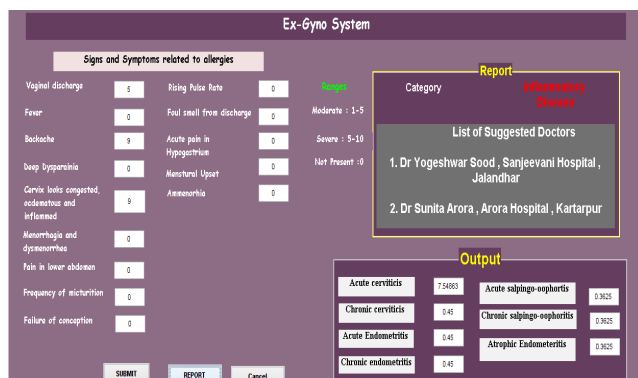 Ex-Gyno System
Signs and Symptoms related to allergies
Vaginal discharge 5
Fever 0
Backache 9
Deep Dysparainia 0
Cervix looks congested,
ocdematous and
inflammed 9
Menorrhagia and
dysmenorrhea 0
Pain in lower abdomen 0
Frequency of micturition 0
Failure of conception 0
Rising Pulse Rate 0
Foul smell from discharge 0
Acute pain in
Hypogastrium 0
Menstural Upset 0
Ammenorhia 0
Ranges
Moderate : 1-5
Severe : 5-10
Not Present :0
Report
Category
Inflammatory
Disease
List of Suggested Doctors
1. Dr Yogeshwar Sood , Sanjeevani Hospital ,
Jalandhar
2. Dr Sunita Arora , Arora Hospital , Kartarpur
Output
Acute cerviticis 7.54863
Chronic cerviticis 0.45
Acute Endometritis 0.45
Chronic endometritis 0.45
Acute salpingo-oophortis 0.3625
Chronic salpingo-oophoritis 0.3625
Atrophic Endometeritis 0.3625
SUBMIT
REPORT
Cancel